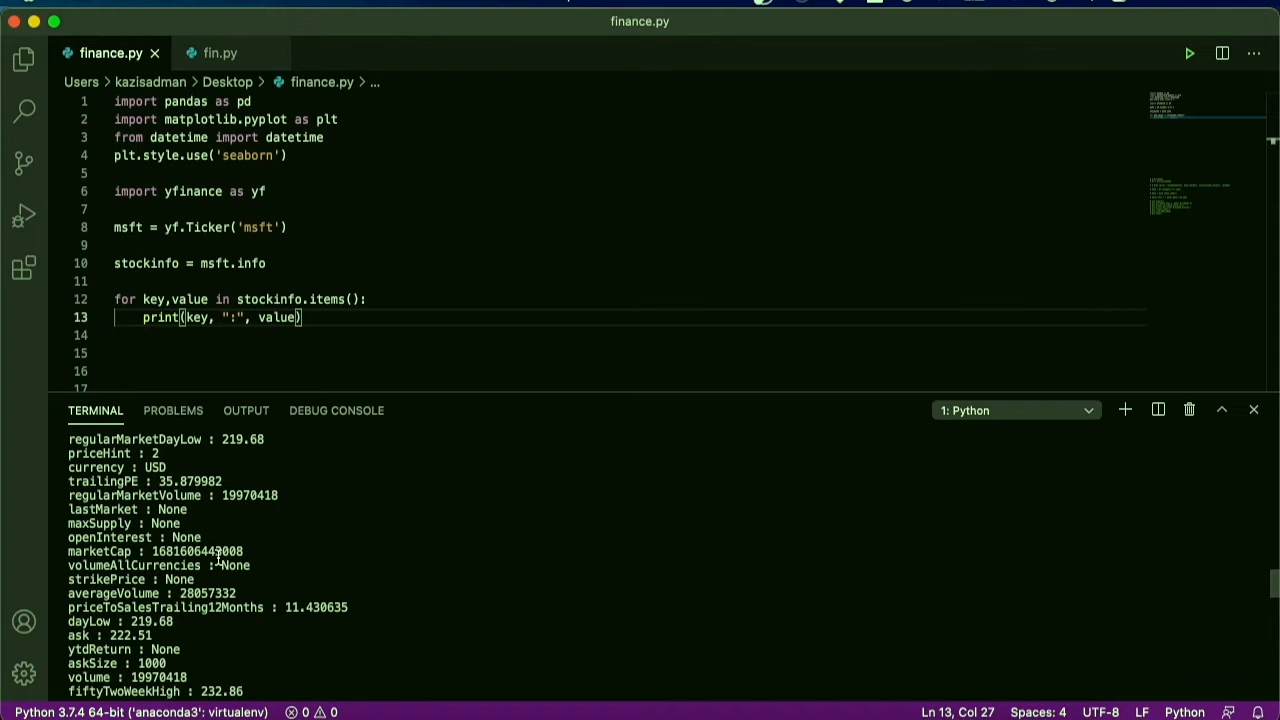 finance.py
finance.py
fin.py
Users > kazisadman > Desktop > finance.py > ...
1 import pandas as pd
2 import matplotlib.pyplot as plt
3 from datetime import datetime
4 plt.style.use('seaborn')
5
6 import yfinance as yf
7
8 msft = yf.Ticker('msft')
9
10 stockinfo = msft.info
11
12 for key,value in stockinfo.items():
13 print(key, ":", value)
14
15
16
17
TERMINAL PROBLEMS OUTPUT DEBUG CONSOLE 1: Python
regularMarketDayLow : 219.68
priceHint : 2
currency : USD
trailingPE : 35.879982
regularMarketVolume : 19970418
lastMarket : None
maxSupply : None
openInterest : None
marketCap :
volumeAllCurrencies : None
strikePrice : None
averageVolume : 28057332
priceToSalesTrailing12Months : 11.430635
dayLow : 219.68
ask : 222.51
ytdReturn : None
askSize : 1000
volume : 19970418
fiftyTwoWeekHigh : 232.86
Python 3.7.4 64-bit ('anaconda3': virtualenv) 0 0 Ln 13, Col 27 Spaces: 4 UTF-8 LF Python